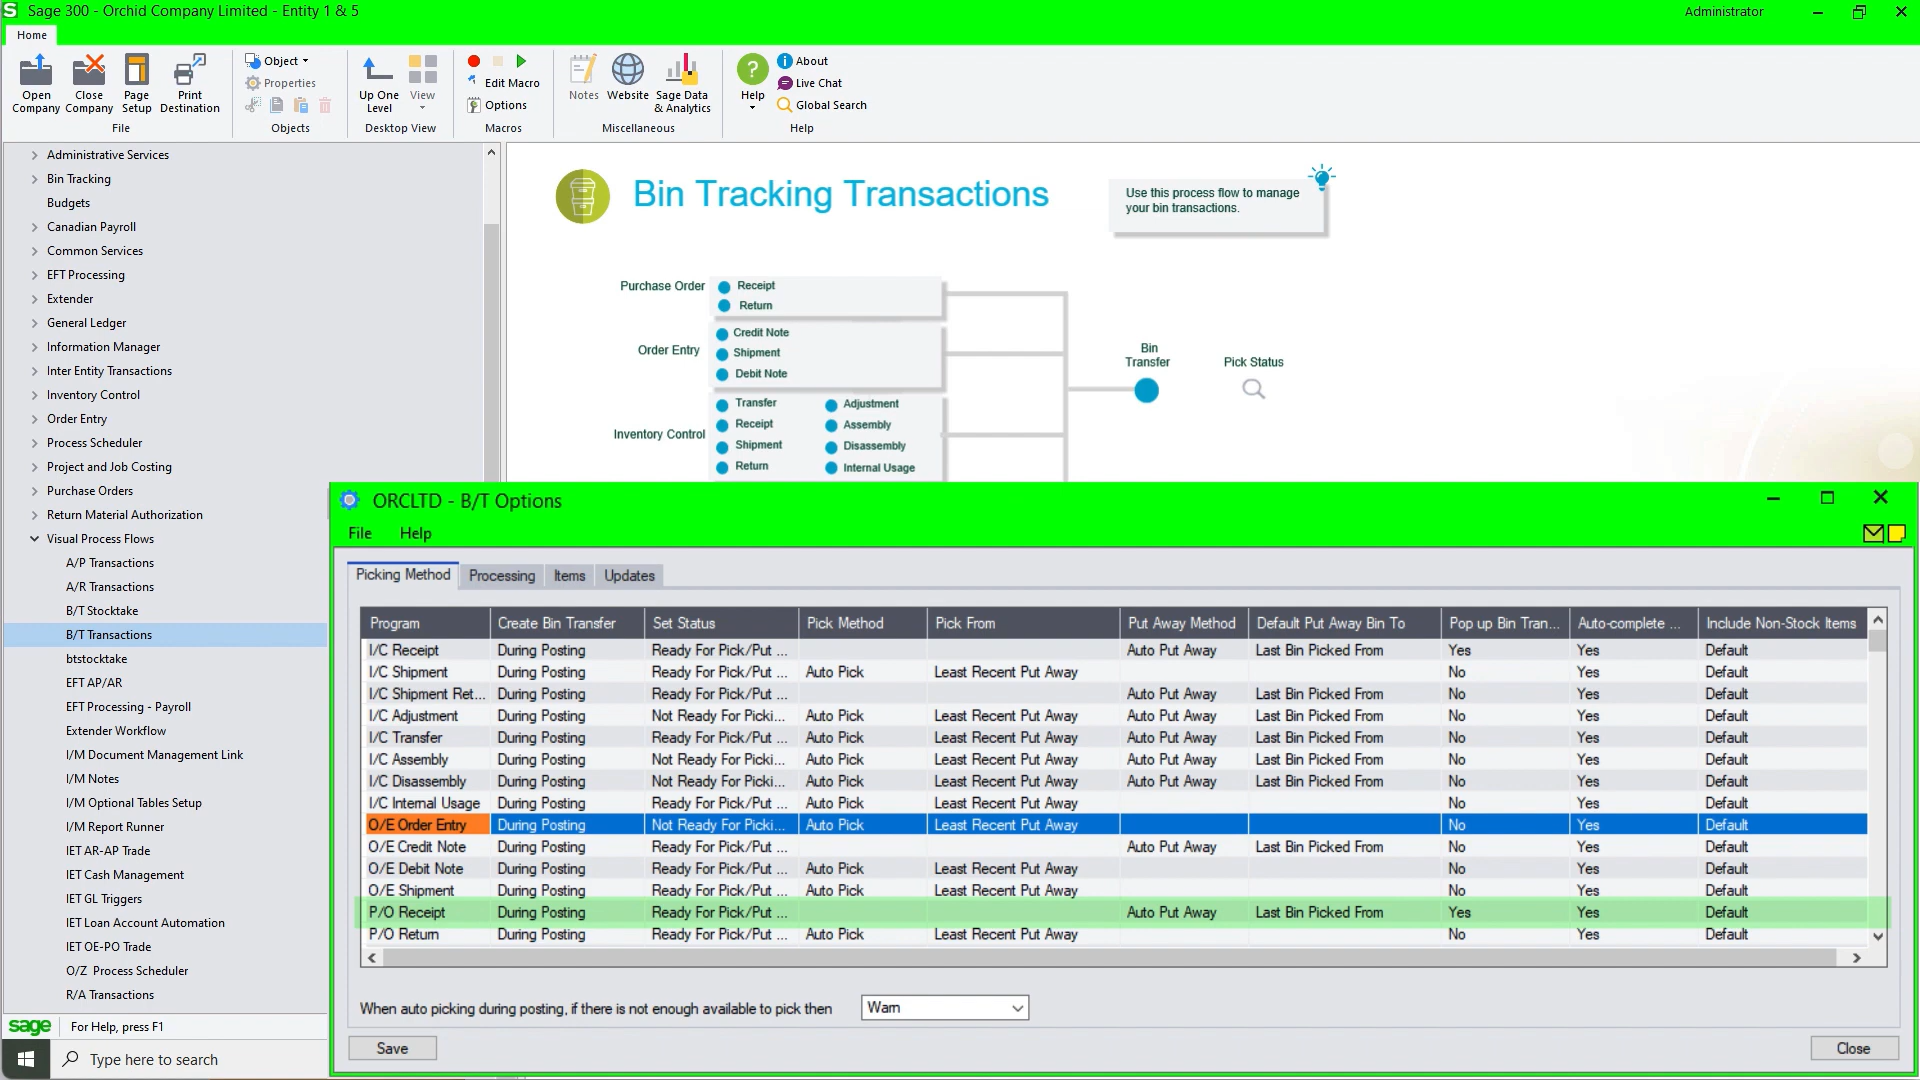 Sage 300 - Orchid Company Limited - Entity 1 & 5
Administrator
Home
Open Company
Close Company
Page Setup
Print Destination
File
Object
Properties
Objects
Up One Level
View
Desktop View
Edit Macro
Options
Macros
Notes
Website
Sage Data & Analytics
Miscellaneous
Help
About
Live Chat
Global Search
Help
Administrative Services
Bin Tracking
Budgets
Canadian Payroll
Common Services
EFT Processing
Extender
General Ledger
Information Manager
Inter Entity Transactions
Inventory Control
Order Entry
Process Scheduler
Project and Job Costing
Purchase Orders
Return Material Authorization
Visual Process Flows
A/P Transactions
A/R Transactions
B/T Stocktake
B/T Transactions
btstocktake
EFT AP/AR
EFT Processing - Payroll
Extender Workflow
I/M Document Management Link
I/M Notes
I/M Optional Tables Setup
I/M Report Runner
IET AR-AP Trade
IET Cash Management
IET GL Triggers
IET Loan Account Automation
IET OE-PO Trade
O/Z Process Scheduler
R/A Transactions
sage For Help, press F1
Type here to search
Bin Tracking Transactions
Use this process flow to manage
your bin transactions.
Purchase Order
Receipt
Return
Order Entry
Credit Note
Shipment
Debit Note
Inventory Control
Transfer Adjustment
Receipt Assembly
Shipment Disassembly
Return Internal Usage
Bin
Transfer
Pick Status
ORCLTD - B/T Options
File Help
Picking Method Processing Items Updates
Program Create Bin Transfer Set Status Pick Method Pick From Put Away Method Default Put Away Bin To Pop up Bin Tran... Auto-complete ... Include Non-Stock Items
I/C Receipt During Posting Ready For Pick/Put ... Auto Put Away Last Bin Picked From Yes Yes Default
I/C Shipment During Posting Ready For Pick/Put ... Auto Pick Least Recent Put Away No Yes Default
I/C Shipment Ret... During Posting Ready For Pick/Put ... Auto Put Away Last Bin Picked From No Yes Default
I/C Adjustment During Posting Not Ready For Picki... Auto Pick Least Recent Put Away Auto Put Away Last Bin Picked From No Yes Default
I/C Transfer During Posting Ready For Pick/Put ... Auto Pick Least Recent Put Away Auto Put Away Last Bin Picked From No Yes Default
I/C Assembly During Posting Not Ready For Picki... Auto Pick Least Recent Put Away Auto Put Away Last Bin Picked From No Yes Default
I/C Disassembly During Posting Not Ready For Picki... Auto Pick Least Recent Put Away Auto Put Away Last Bin Picked From No Yes Default
I/C Internal Usage During Posting Ready For Pick/Put ... Auto Pick Least Recent Put Away No Yes Default
O/E Order Entry During Posting Not Ready For Picki... Auto Pick Least Recent Put Away No Yes Default
O/E Credit Note During Posting Ready For Pick/Put ... Auto Put Away Last Bin Picked From No Yes Default
O/E Debit Note During Posting Ready For Pick/Put ... Auto Pick Least Recent Put Away No Yes Default
O/E Shipment During Posting Ready For Pick/Put ... Auto Pick Least Recent Put Away No Yes Default
P/O Receipt During Posting Ready For Pick/Put ... Auto Put Away Last Bin Picked From Yes Yes Default
P/O Return During Posting Ready For Pick/Put ... Auto Pick Least Recent Put Away No Yes Default
When auto picking during posting, if there is not enough available to pick then Warn
Save Close